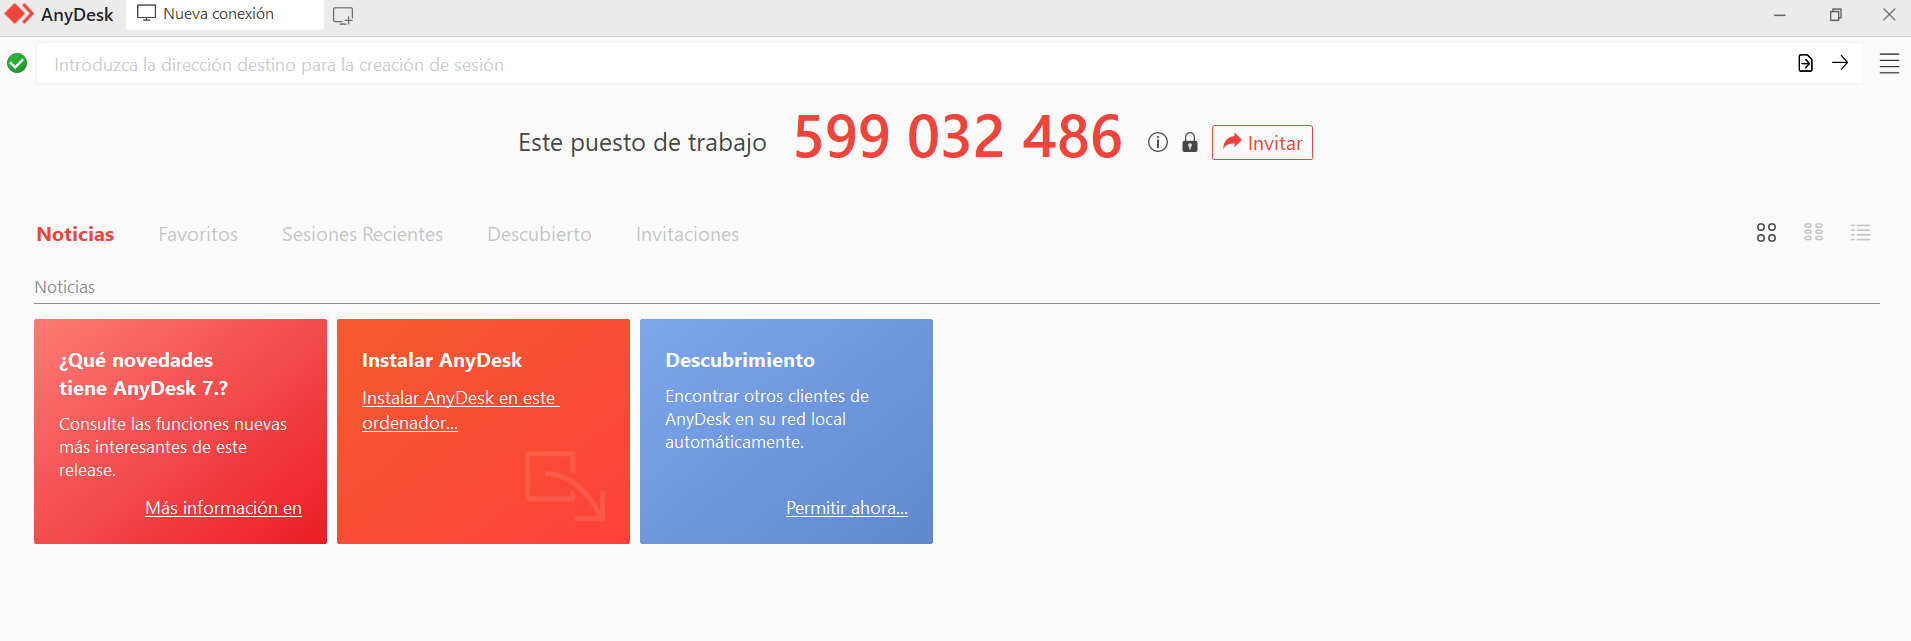 AnyDesk
Nueva conexión
Introduzca la dirección destino para la creación de sesión
Este puesto de trabajo
599 032 486
Invitar
Noticias
Favoritos
Sesiones Recientes
Descubierto
Invitaciones
Noticias
¿Qué novedades
tiene AnyDesk 7.?
Consulte las funciones nuevas
más interesantes de este
release.
Más información en
Instalar AnyDesk
Instalar AnyDesk en este
ordenador...
Descubrimiento
Encontrar otros clientes de
AnyDesk en su red local
automáticamente.
Permitir ahora...